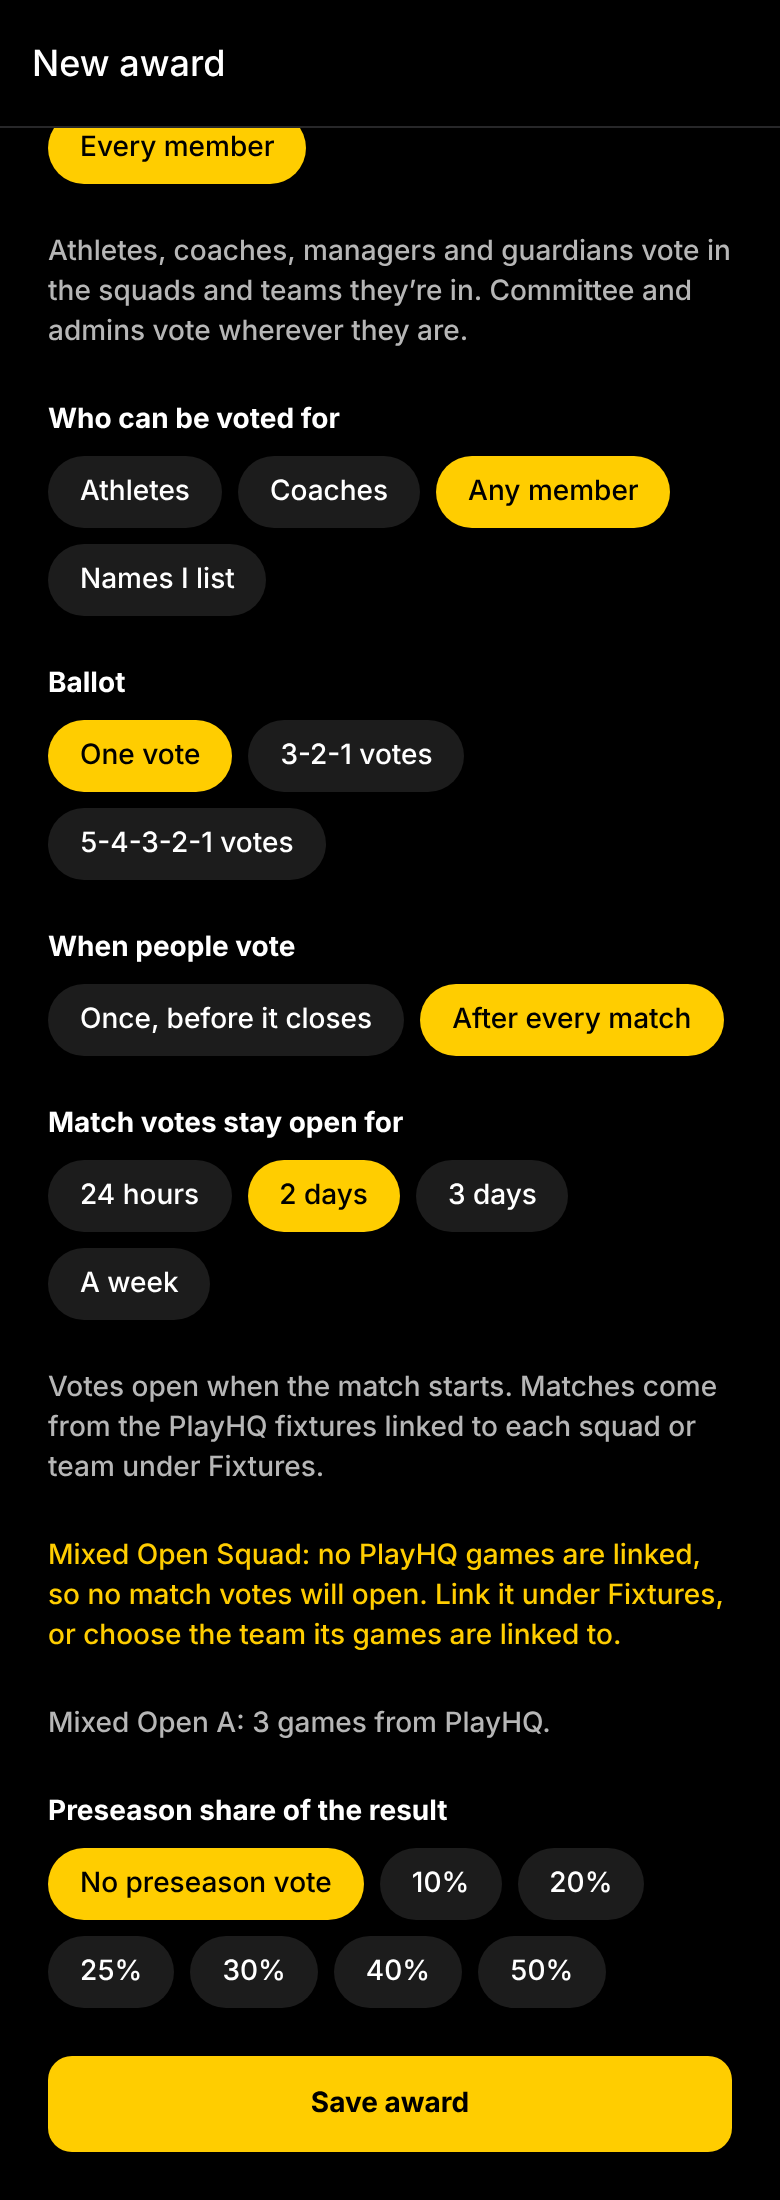 New award
Every member
Athletes, coaches, managers and guardians vote in
the squads and teams they’re in. Committee and
admins vote wherever they are.
Who can be voted for
Athletes
Coaches
Any member
Names I list
Ballot
One vote
3-2-1 votes
5-4-3-2-1 votes
When people vote
Once, before it closes
After every match
Match votes stay open for
24 hours
2 days
3 days
A week
Votes open when the match starts. Matches come
from the PlayHQ fixtures linked to each squad or
team under Fixtures.
Mixed Open Squad: no PlayHQ games are linked,
so no match votes will open. Link it under Fixtures,
or choose the team its games are linked to.
Mixed Open A: 3 games from PlayHQ.
Preseason share of the result
No preseason vote
10%
20%
25%
30%
40%
50%
Save award